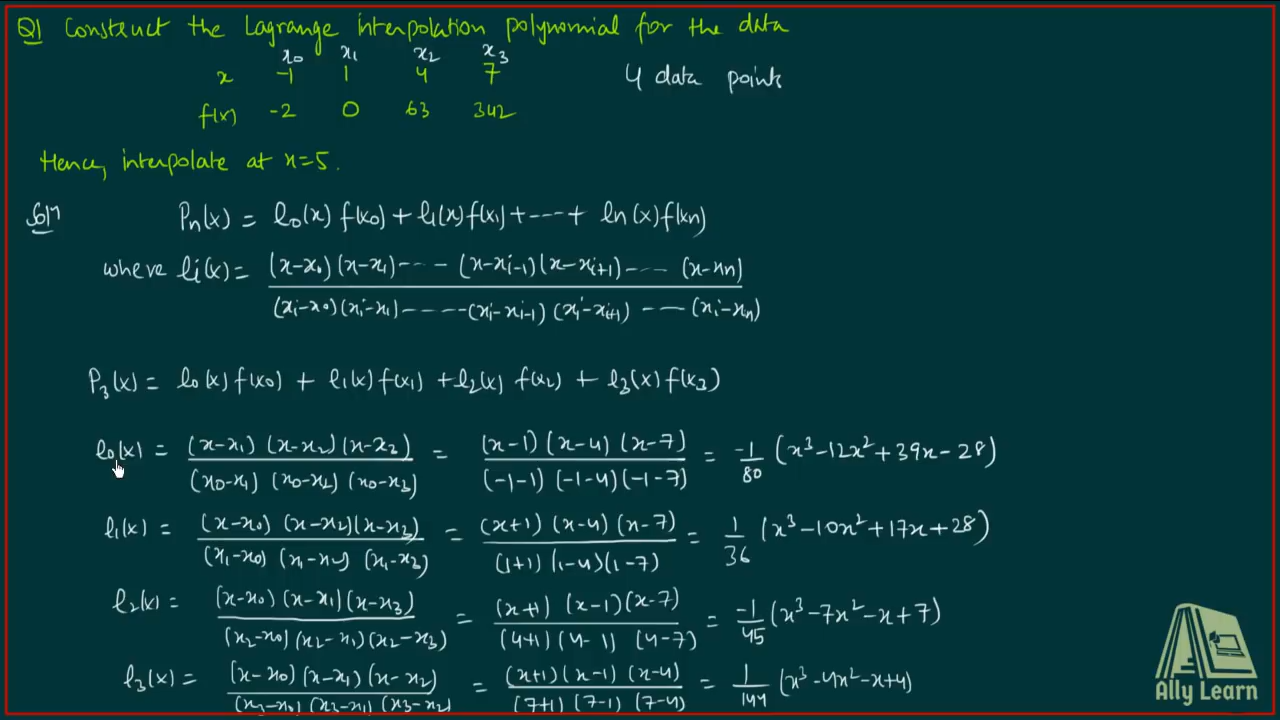 Q1 Construct the Lagrange interpolation polynomial for the data
x₀ x₁ x₂ x₃
x -1 1 4 7 4 data points
f(x) -2 0 63 342
Hence, interpolate at x=5.
Solⁿ Pₙ(x) = l₀(x) f(x₀) + l₁(x) f(x₁) + ---- + lₙ(x) f(xₙ)
where lᵢ(x) = (x-x₀)(x-x₁)---- (x-xᵢ₋₁)(x-xᵢ₊₁)---- (x-xₙ)
(xᵢ-x₀)(xᵢ-x₁)------(xᵢ-xᵢ₋₁)(xᵢ-xᵢ₊₁) ----(xᵢ-xₙ)
P₃(x) = l₀(x) f(x₀) + l₁(x) f(x₁) + l₂(x) f(x₂) + l₃(x) f(x₃)
l₀(x) = (x-x₁)(x-x₂)(x-x₂) = (x-1)(x-4)(x-7) = -1 (x³-12x²+39x-28)
(x₀-x₁)(x₀-x₂)(x₀-x₃) (-1-1)(-1-4)(-1-7) 80
l₁(x) = (x-x₀)(x-x₂)(x-x₃) = (x+1)(x-4)(x-7) = 1 (x³-10x²+17x+28)
(x₁-x₀)(x₁-x₂)(x₁-x₃) (1+1)(1-4)(1-7) 36
l₂(x) = (x-x₀)(x-x₁)(x-x₃) = (x+1)(x-1)(x-7) = -1 (x³-7x²-x+7)
(x₂-x₀)(x₂-x₁)(x₂-x₃) (4+1)(4-1)(4-7) 45
l₃(x) = (x-x₀)(x-x₁)(x-x₂) = (x+1)(x-1)(x-4) = 1 (x³-4x²-x+4)
(x₃-x₀)(x₃-x₁)(x₃-x₂) (7+1)(7-1)(7-4) 144
Ally Learn